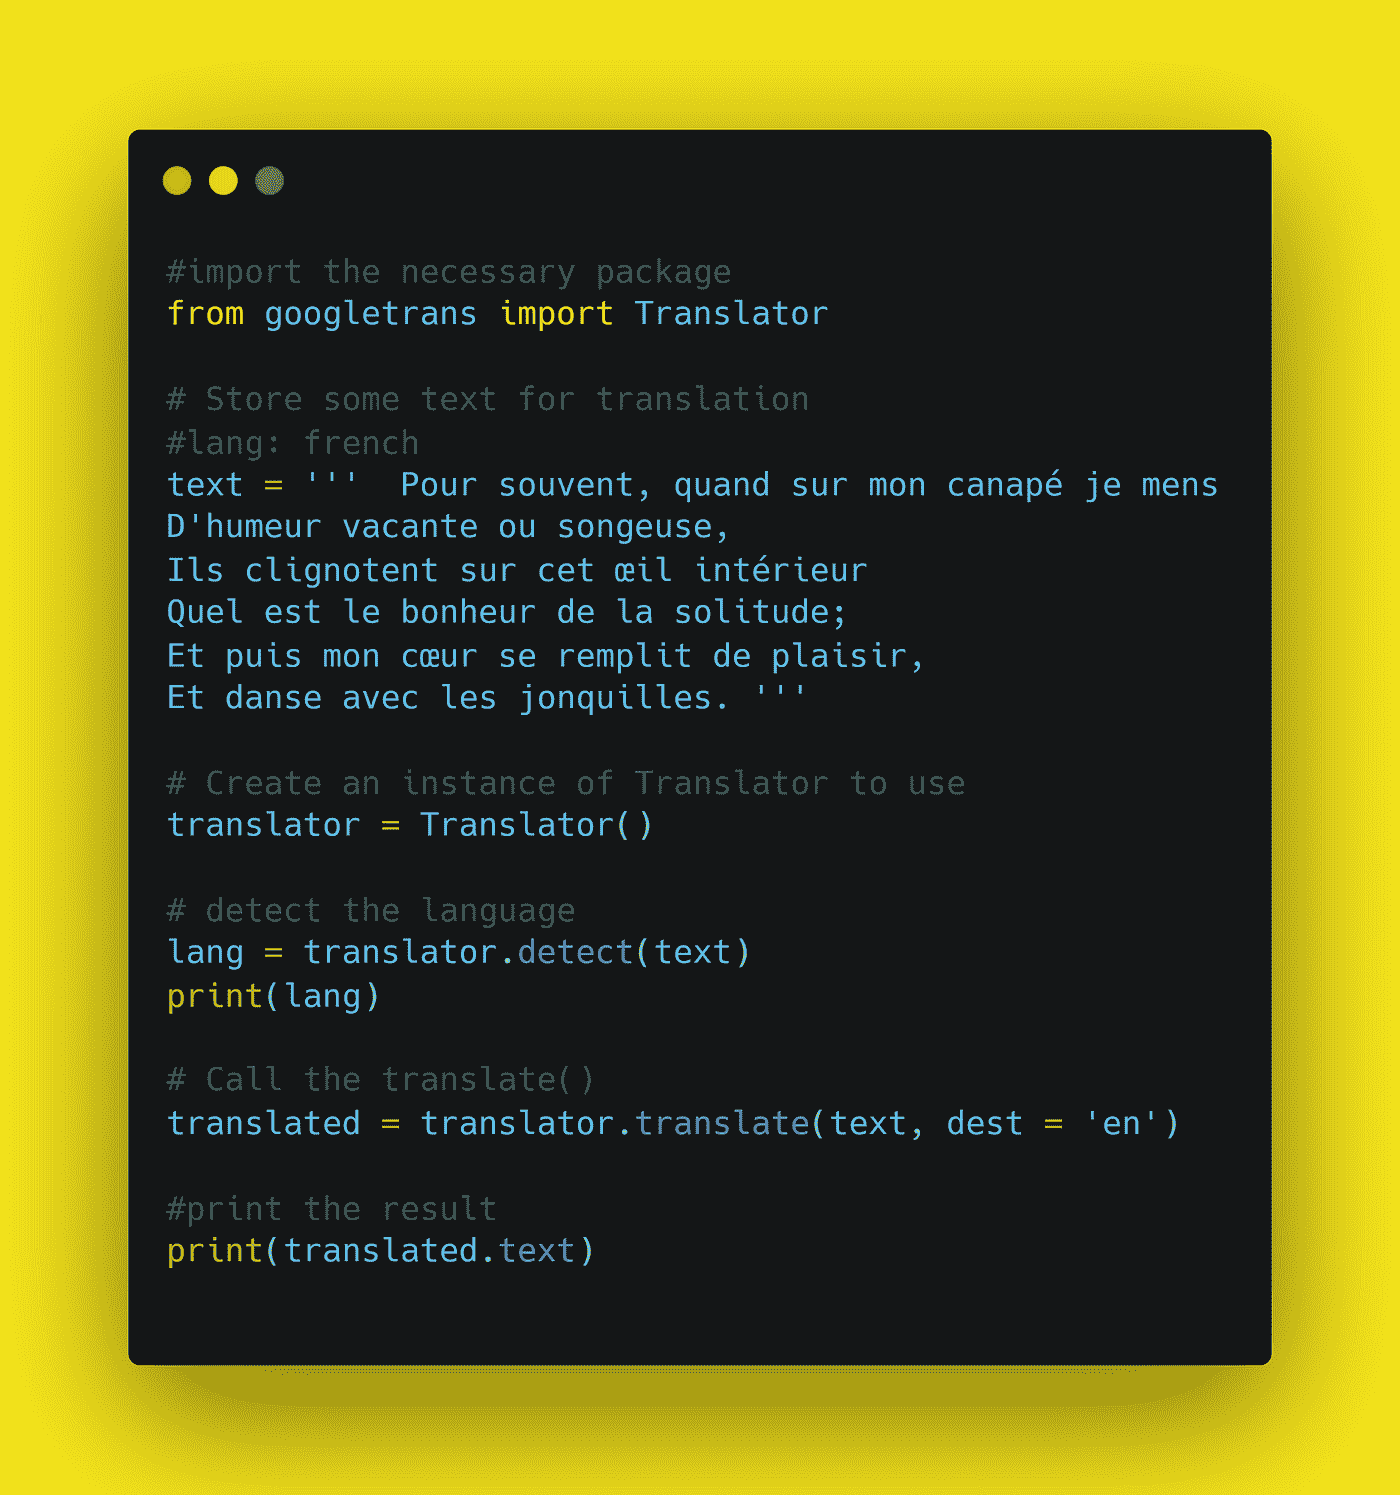 #import the necessary package
from googletrans import Translator
# Store some text for translation
#lang: french
text = '''  Pour souvent, quand sur mon canapé je mens
D'humeur vacante ou songeuse,
Ils clignotent sur cet œil intérieur
Quel est le bonheur de la solitude;
Et puis mon cœur se remplit de plaisir,
Et danse avec les jonquilles. '''
# Create an instance of Translator to use
translator = Translator()
# detect the language
lang = translator.detect(text)
print(lang)
# Call the translate()
translated = translator.translate(text, dest = 'en')
#print the result
print(translated.text)